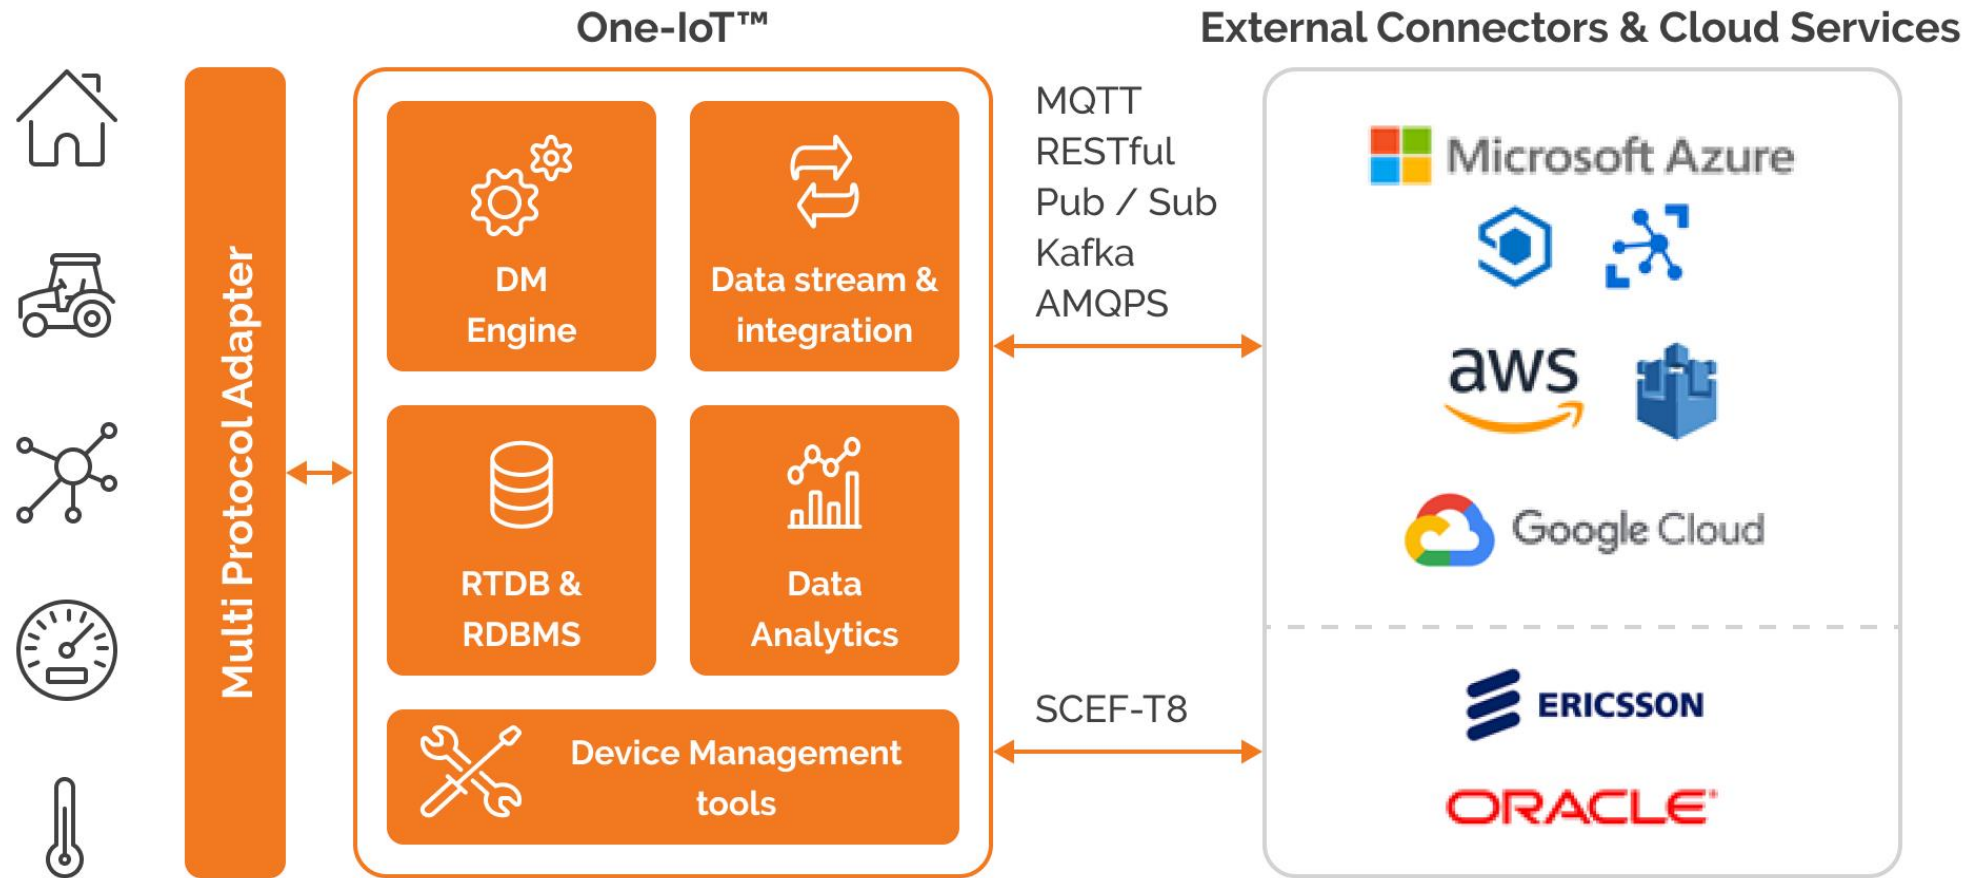 One-IoT™
External Connectors & Cloud Services
Multi Protocol Adapter
DM
Engine
Data stream &
integration
RTDB &
RDBMS
Data
Analytics
Device Management
tools
MQTT
RESTful
Pub / Sub
Kafka
AMQPS
SCEF-T8
Microsoft Azure
aws
Google Cloud
ERICSSON
ORACLE